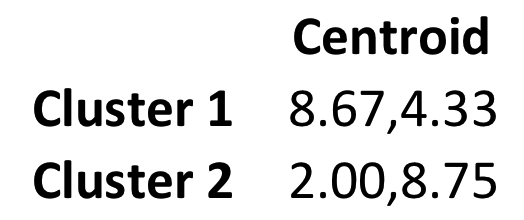 Centroid
Cluster 1 8.67,4.33
Cluster 2 2.00,8.75